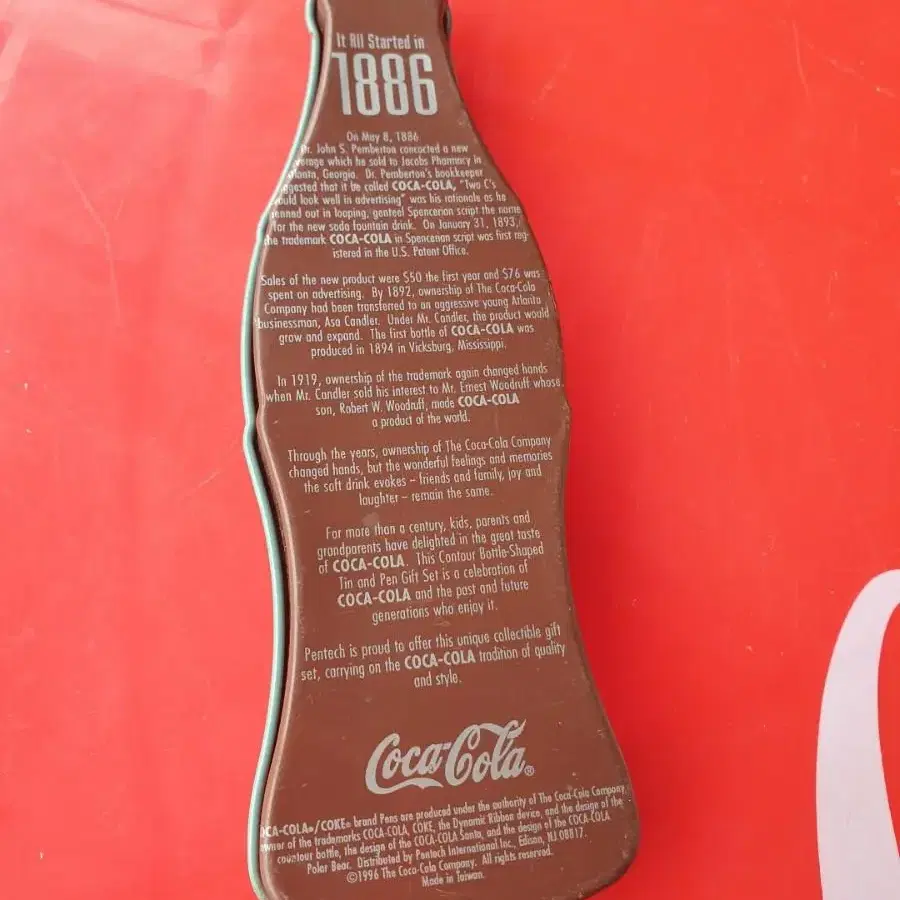 It All Started in
1886
On May 8, 1886
Dr. John S. Pemberton concocted a new
verage which he sold to Jacobs Pharmacy in
lanta, Georgia. Dr. Pemberton's bookkeeper
ggested that it be called COCA-COLA, "Two C's
ould look well in advertising" was his rationale as he
enned out in looping, genteel Spencerian script the name
for the new soda fountain drink. On January 31, 1893,
the trademark COCA-COLA in Spencerian script was first reg-
istered in the U.S. Patent Office.
Sales of the new product were $50 the first year and $76 was
spent on advertising. By 1892, ownership of The Coca-Cola
Company had been transferred to an aggressive young Atlanta
businessman, Asa Candler. Under Mr. Candler, the product would
grow and expand. The first bottle of COCA-COLA was
produced in 1894 in Vicksburg, Mississippi.
In 1919, ownership of the trademark again changed hands
when Mr. Candler sold his interest to Mr. Ernest Woodruff whose
son, Robert W. Woodruff, made COCA-COLA
a product of the world.
Through the years, ownership of The Coca-Cola Company
changed hands, but the wonderful feelings and memories
the soft drink evokes – friends and family, joy and
laughter – remain the same.
For more than a century, kids, parents and
grandparents have delighted in the great taste
of COCA-COLA. This Contour Bottle-Shaped
Tin and Pen Gift Set is a celebration of
COCA-COLA and the past and future
generations who enjoy it.
Pentech is proud to offer this unique collectible gift
set, carrying on the COCA-COLA tradition of quality
and style.
Coca-Cola®
OCA-COLA®/COKE® brand Pens are produced under the authority of The Coca-Cola Company,
owner of the trademarks COCA-COLA, COKE, the Dynamic Ribbon device, and the design of the
countour bottle, the design of the COCA-COLA Santa, and the design of the COCA-COLA
Polar Bear. Distributed by Pentech International Inc., Edison, NJ 08817.
©1996 The Coca-Cola Company. All rights reserved.
Made in Taiwan.